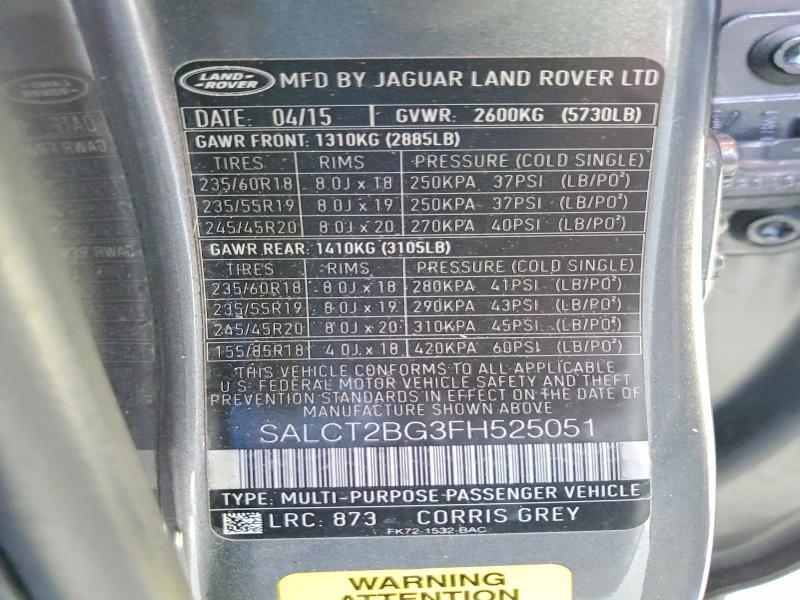 LAND-ROVER MFD BY JAGUAR LAND ROVER LTD
DATE: 04/15 GVWR: 2600KG (5730LB)
GAWR FRONT: 1310KG (2885LB)
TIRES RIMS PRESSURE (COLD SINGLE)
235/60R18 8.0J x 18 250KPA 37PSI (LB/PO²)
235/55R19 8.0J x 19 250KPA 37PSI (LB/PO²)
245/45R20 8.0J x 20 270KPA 40PSI (LB/PO²)
GAWR REAR: 1410KG (3105LB)
TIRES RIMS PRESSURE (COLD SINGLE)
235/60R18 8.0J x 18 280KPA 41PSI (LB/PO²)
235/55R19 8.0J x 19 290KPA 43PSI (LB/PO²)
245/45R20 8.0J x 20 310KPA 45PSI (LB/PO²)
155/85R18 4.0J x 18 420KPA 60PSI (LB/PO²)
THIS VEHICLE CONFORMS TO ALL APPLICABLE
U.S. FEDERAL MOTOR VEHICLE SAFETY AND THEFT
PREVENTION STANDARDS IN EFFECT ON THE DATE OF
MANUFACTURE SHOWN ABOVE
SALCT2BG3FH525051
TYPE: MULTI-PURPOSE PASSENGER VEHICLE
LRC: 873 CORRIS GREY
FK72-1532-BAC
WARNING
ATTENTION